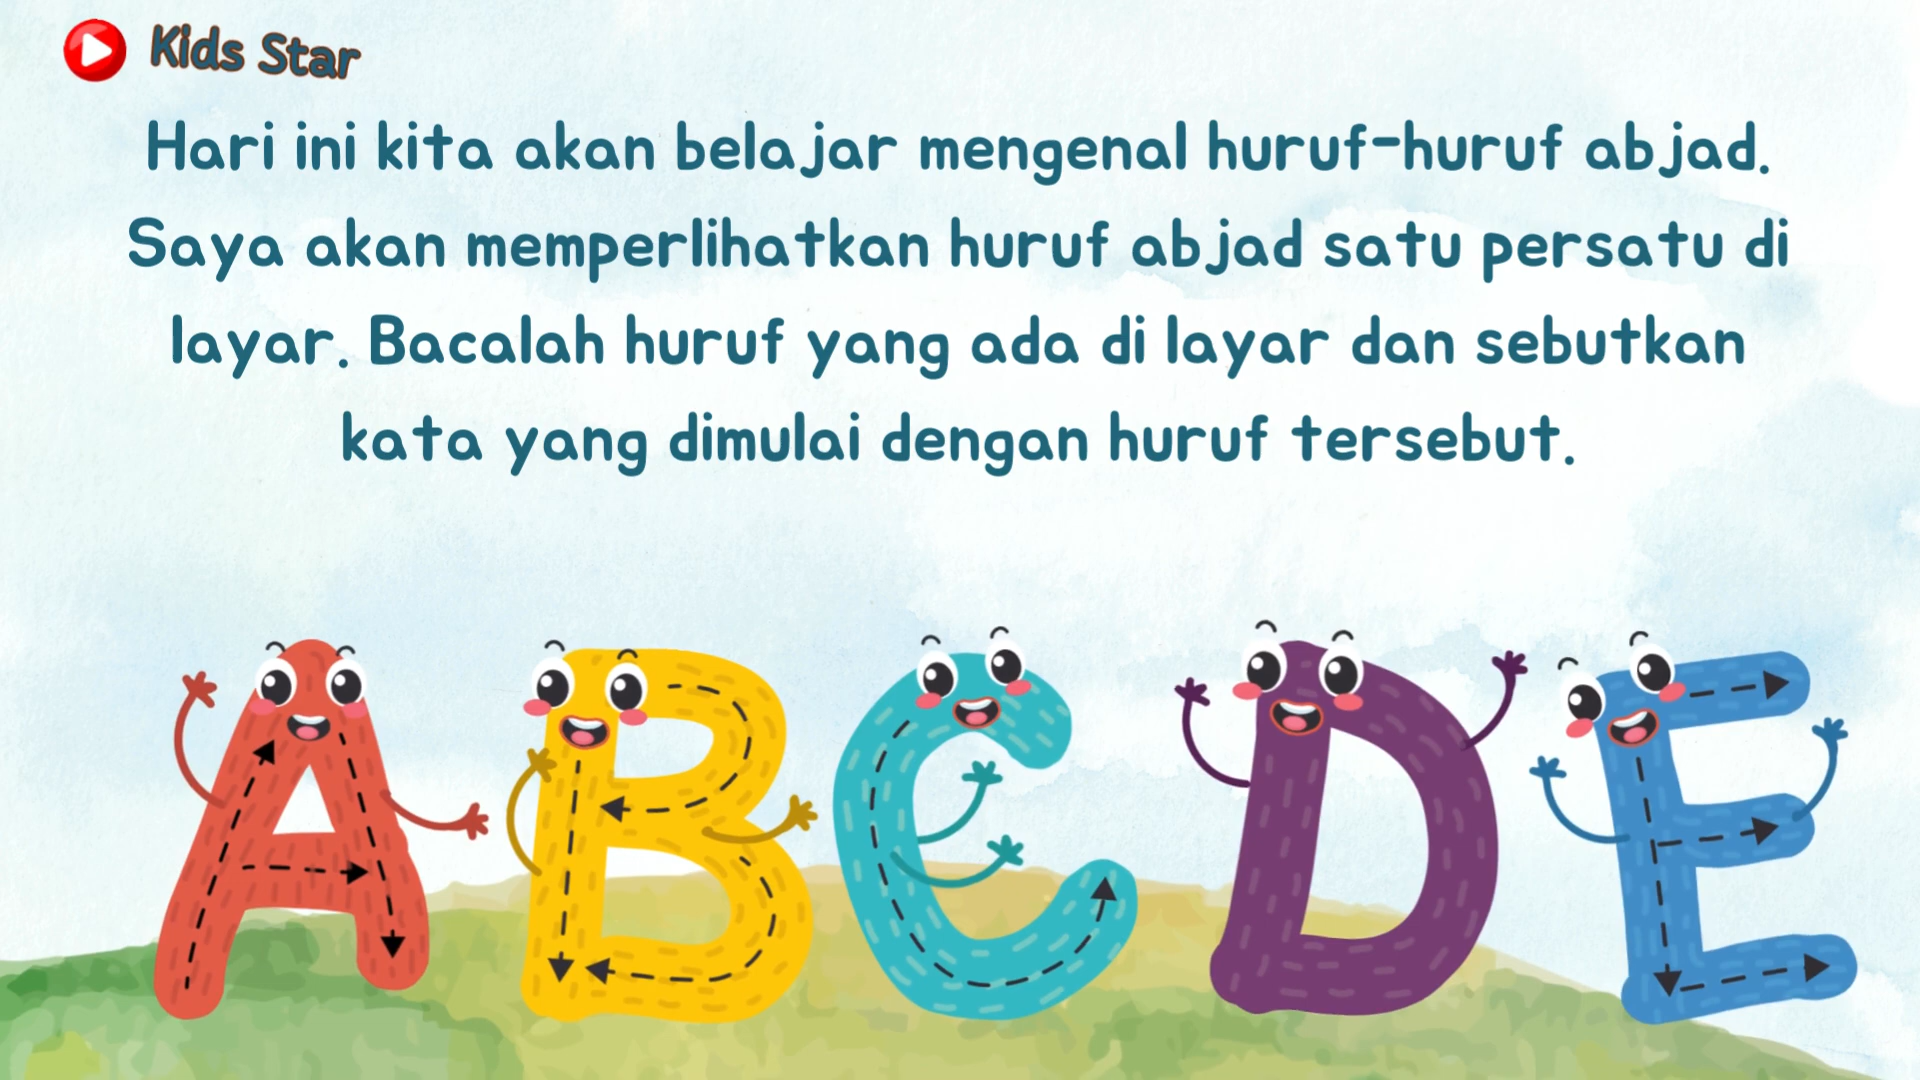 Kids Star
Hari ini kita akan belajar mengenal huruf-huruf abjad.
Saya akan memperlihatkan huruf abjad satu persatu di
layar. Bacalah huruf yang ada di layar dan sebutkan
kata yang dimulai dengan huruf tersebut.
A B C D E